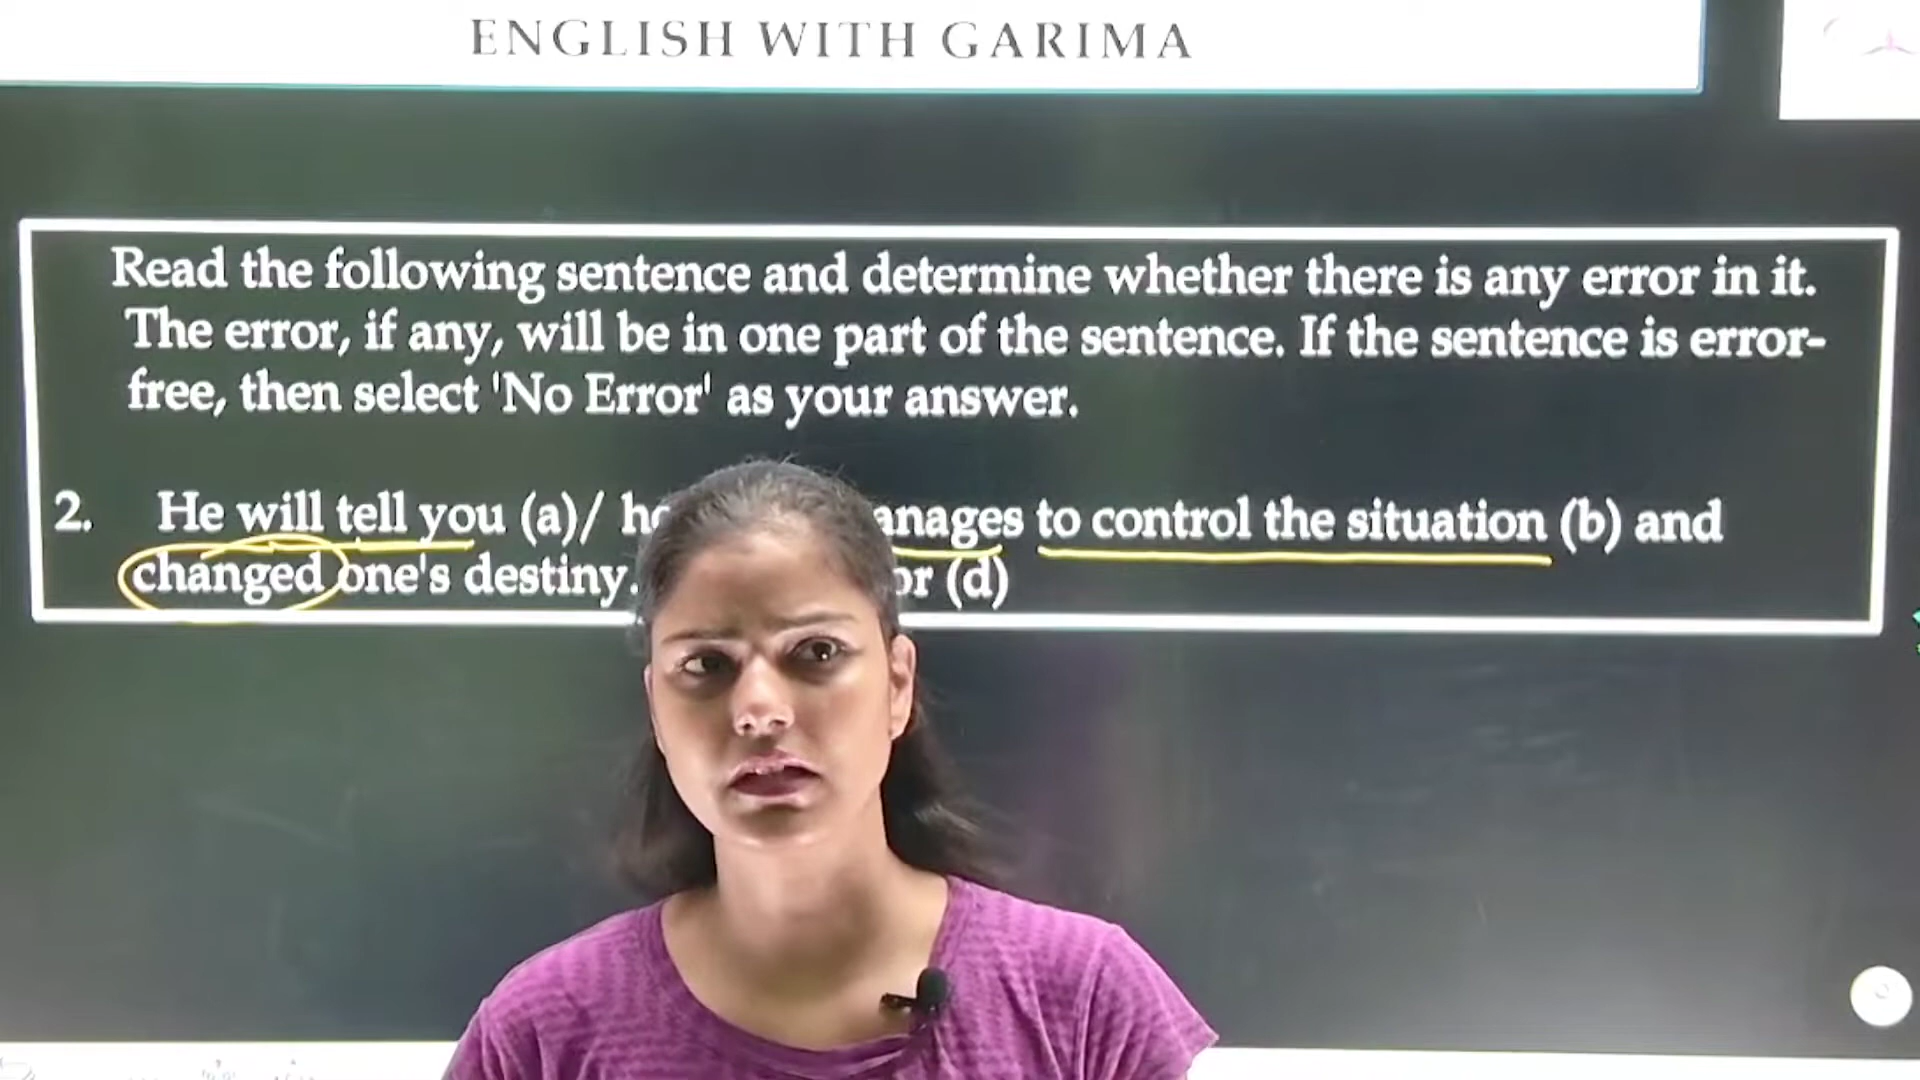 ENGLISH WITH GARIMA
Read the following sentence and determine whether there is any error in it.
The error, if any, will be in one part of the sentence. If the sentence is error-
free, then select 'No Error' as your answer.
2. He will tell you (a)/ to control the situation (b) and
changed one's destiny. (d)